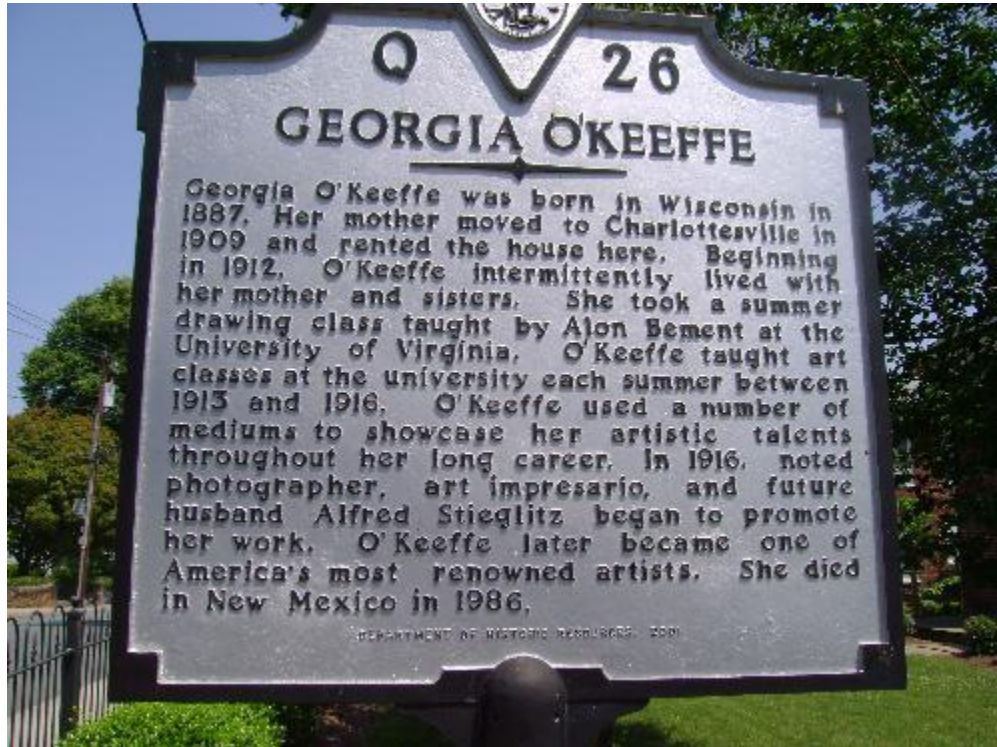 Q 26
GEORGIA O'KEEFFE
Georgia O'Keeffe was born in Wisconsin in
1887. Her mother moved to Charlottesville in
1909 and rented the house here. Beginning
in 1912, O'Keeffe intermittently lived with
her mother and sisters. She took a summer
drawing class taught by Alon Bement at the
University of Virginia. O'Keeffe taught art
classes at the university each summer between
1913 and 1916. O'Keeffe used a number of
mediums to showcase her artistic talents
throughout her long career. In 1916, noted
photographer, art impresario, and future
husband Alfred Stieglitz began to promote
her work. O'Keeffe later became one of
America's most renowned artists. She died
in New Mexico in 1986.
DEPARTMENT OF HISTORIC RESOURCES, 2001